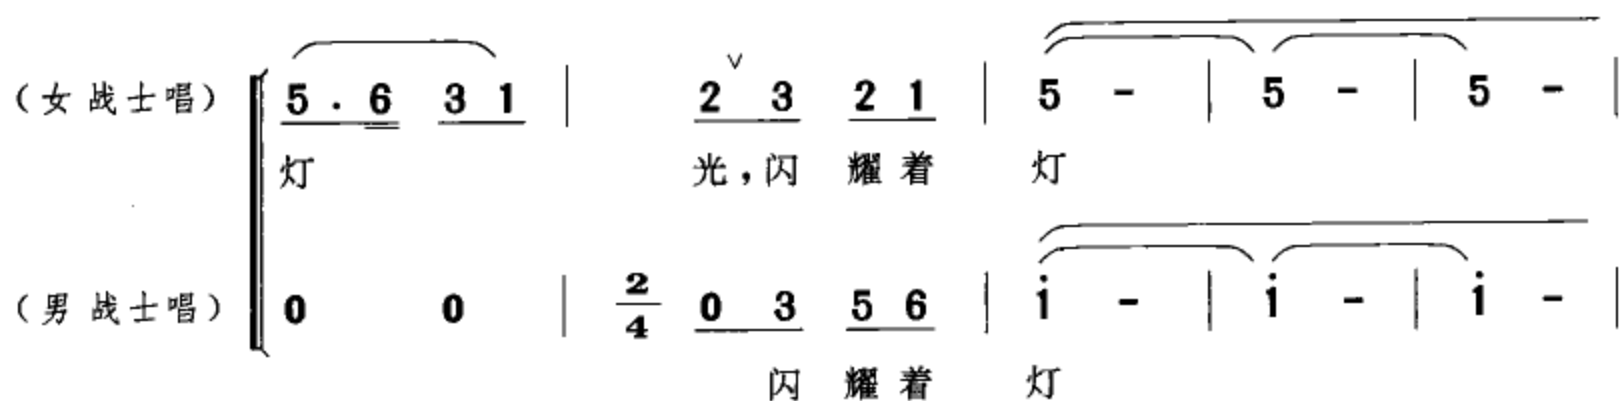 （女战士唱） 5 . 6 3 1 | 2 ∨ 3 2 1 | 5 - | 5 - | 5 - |
灯 光，闪 耀 着 灯
（男战士唱） 0 0 | 2/4 0 3 5 6 | i - | i - | i - |
闪 耀 着 灯